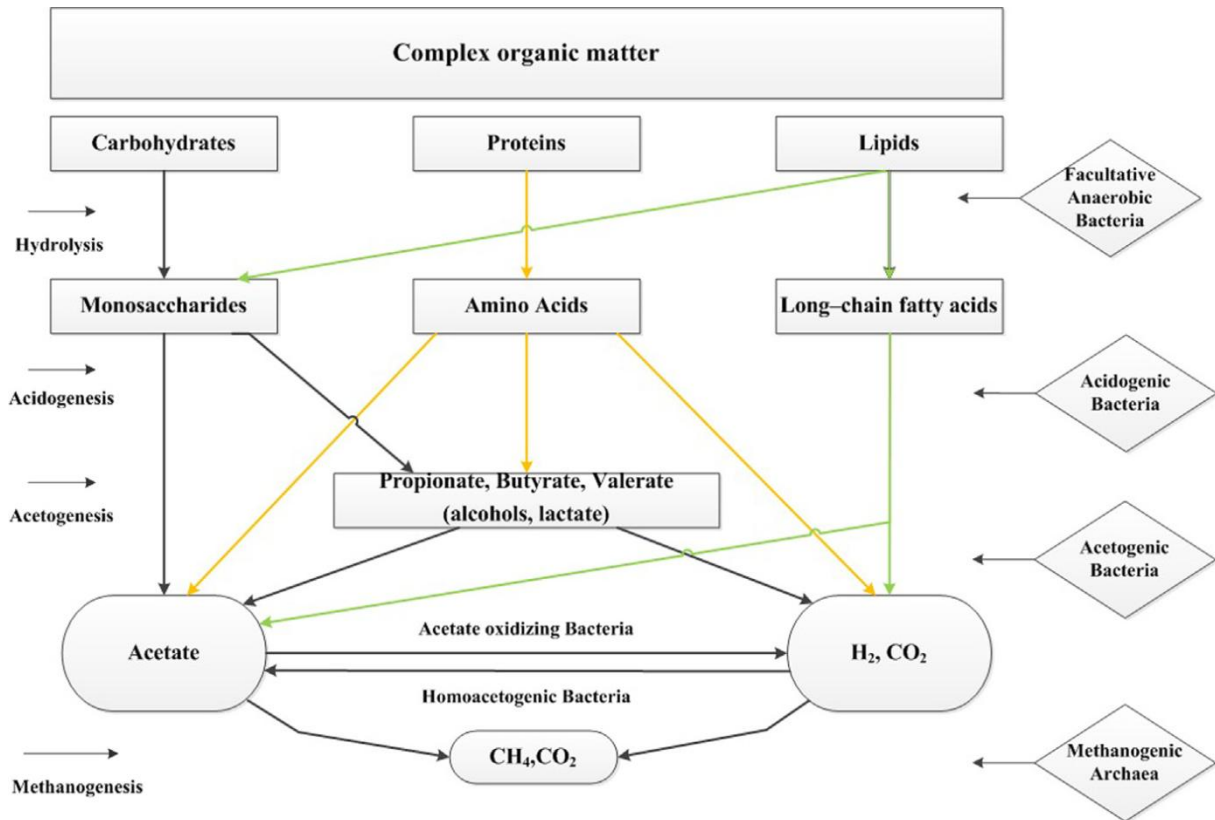 Complex organic matter
Carbohydrates
Proteins
Lipids
Facultative
Anaerobic
Bacteria
Hydrolysis
Monosaccharides
Amino Acids
Long–chain fatty acids
Acidogenesis
Acidogenic
Bacteria
Acetogenesis
Propionate, Butyrate, Valerate
(alcohols, lactate)
Acetogenic
Bacteria
Acetate oxidizing Bacteria
Acetate
H₂, CO₂
Homoacetogenic Bacteria
CH₄,CO₂
Methanogenesis
Methanogenic
Archaea